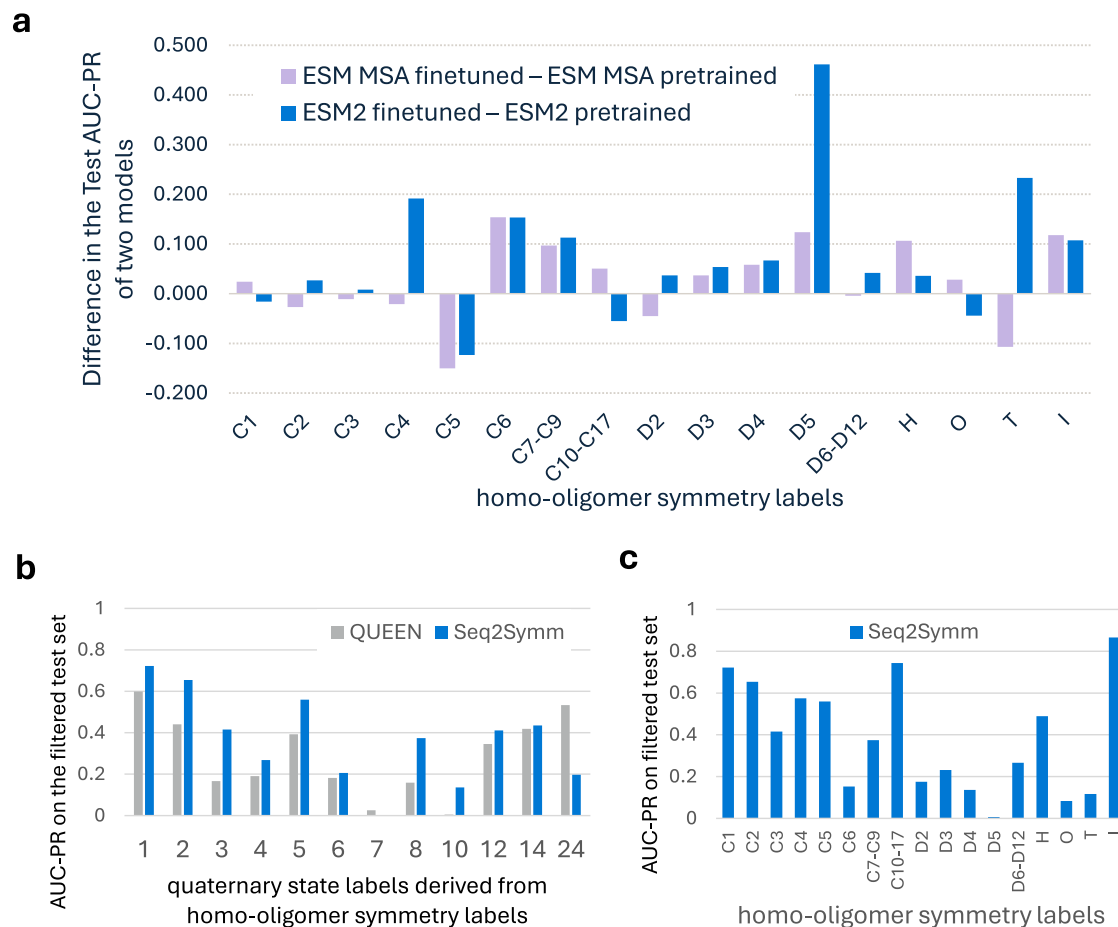 a
Difference in the Test AUC-PR
of two models
0.500
0.400
0.300
0.200
0.100
0.000
-0.100
-0.200
ESM MSA finetuned – ESM MSA pretrained
ESM2 finetuned – ESM2 pretrained
C1 C2 C3 C4 C5 C6 C7-C9 C10-C17 D2 D3 D4 D5 D6-D12 H O T I
homo-oligomer symmetry labels
b
AUC-PR on the filtered test set
1
0.8
0.6
0.4
0.2
0
QUEEN Seq2Symm
1 2 3 4 5 6 7 8 10 12 14 24
quaternary state labels derived from
homo-oligomer symmetry labels
c
AUC-PR on filtered test set
1
0.8
0.6
0.4
0.2
0
Seq2Symm
C1 C2 C3 C4 C5 C6 C7-C9 C10-17 D2 D3 D4 D5 D6-D12 H O T I
homo-oligomer symmetry labels